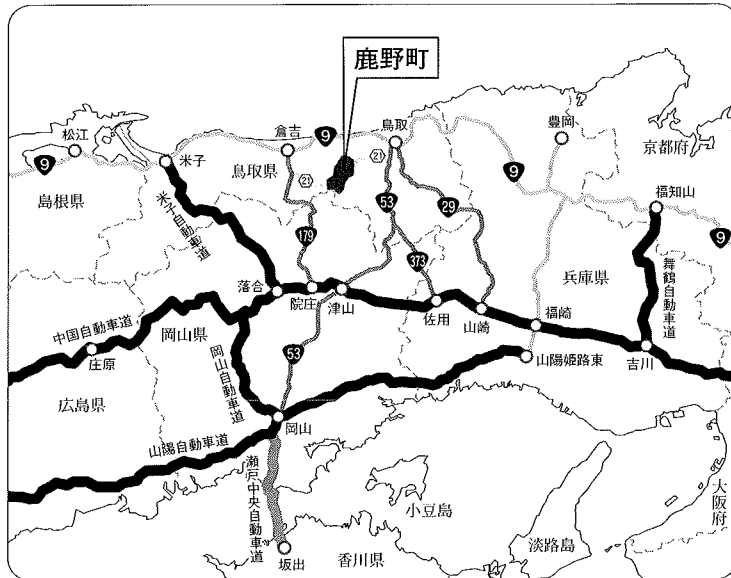 鹿野町
松江
9
島根県
米子
米子自動車道
鳥取県
倉吉
9
21
21
鳥取
豊岡
京都府
9
福知山
9
53
29
179
373
兵庫県
舞鶴自動車道
落合
院庄
津山
佐用
山崎
福崎
吉川
山陽姫路東
中国自動車道
庄原
岡山県
岡山自動車道
53
広島県
山陽自動車道
岡山
瀬戸中央自動車道
坂出
香川県
小豆島
淡路島
大阪府